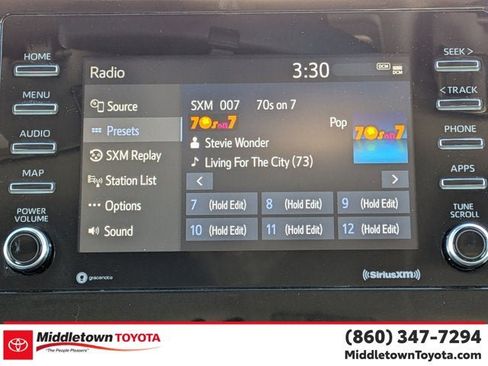 HOME
MENU
AUDIO
MAP
POWER
VOLUME
Radio
3:30
DCM
DCM
Source
Presets
SXM Replay
Station List
Options
Sound
SXM 007 70s on 7
70s on 7
Pop
70s on 7
Stevie Wonder
Living For The City (73)
<
>
7 (Hold Edit)
8 (Hold Edit)
9 (Hold Edit)
10 (Hold Edit)
11 (Hold Edit)
12 (Hold Edit)
SEEK >
< TRACK
PHONE
APPS
TUNE
SCROLL
gracenote
((SiriusXM))
Middletown TOYOTA
"The People Pleasers"
(860) 347-7294
MiddletownToyota.com